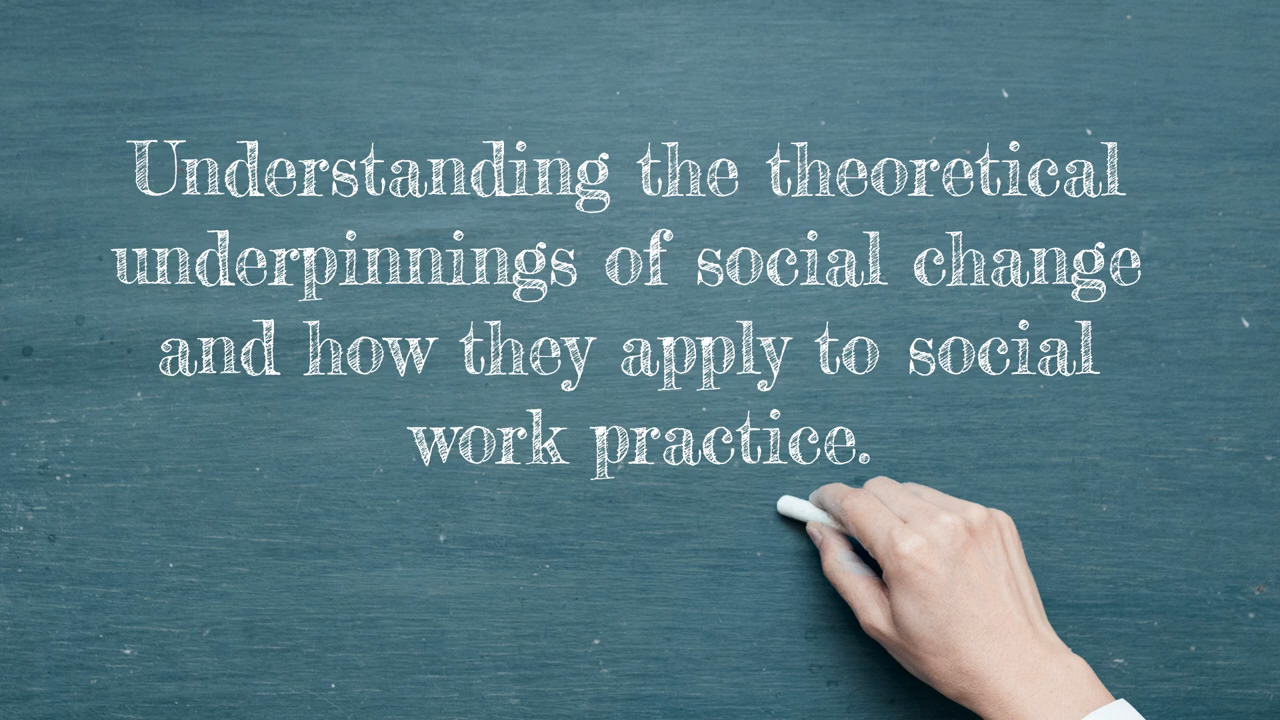 Understanding the theoretical
underpinnings of social change
and how they apply to social
work practice.